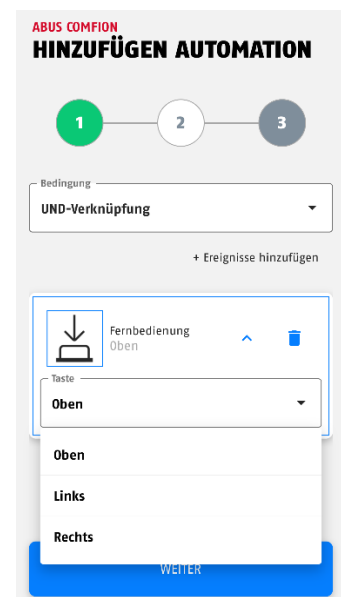 ABUS COMFION
HINZUFÜGEN AUTOMATION
1
2
3
Bedingung
UND-Verknüpfung
+ Ereignisse hinzufügen
Fernbedienung
Oben
Taste
Oben
Oben
Links
Rechts
WEITER